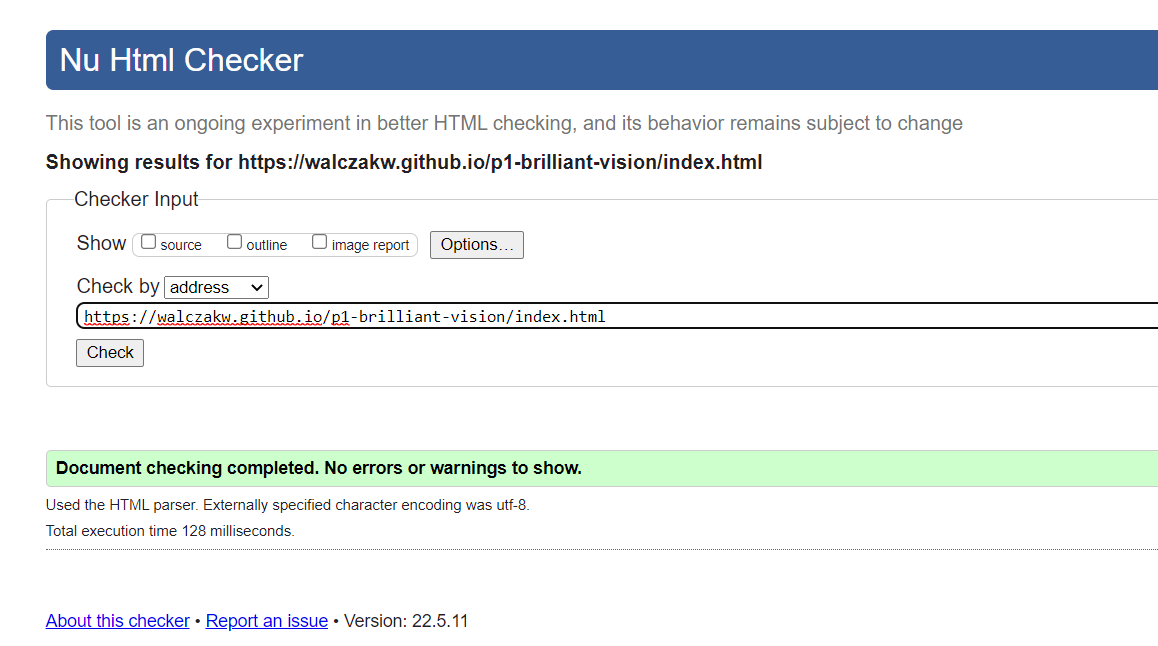 Nu Html Checker
This tool is an ongoing experiment in better HTML checking, and its behavior remains subject to change
Showing results for https://walczakw.github.io/p1-brilliant-vision/index.html
Checker Input
Show source outline image report Options...
Check by address
https://walczakw.github.io/p1-brilliant-vision/index.html
Check
Document checking completed. No errors or warnings to show.
Used the HTML parser. Externally specified character encoding was utf-8.
Total execution time 128 milliseconds.
About this checker • Report an issue • Version: 22.5.11